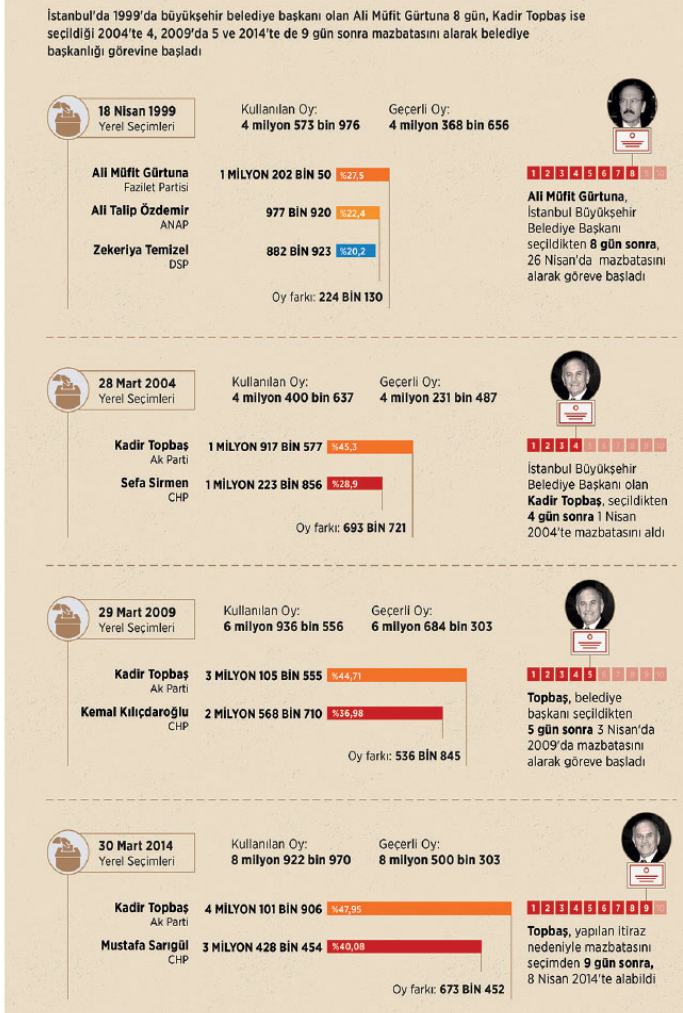 İstanbul'da 1999'da büyükşehir belediye başkanı olan Ali Müfit Gürtuna 8 gün, Kadir Topbaş ise
seçildiği 2004'te 4, 2009'da 5 ve 2014'te de 9 gün sonra mazbatasını alarak belediye
başkanlığı görevine başladı
18 Nisan 1999
Yerel Seçimleri
Kullanılan Oy:
4 milyon 573 bin 976
Geçerli Oy:
4 milyon 368 bin 656
Ali Müfit Gürtuna
Fazilet Partisi
1 MİLYON 202 BİN 50 %27,5
Ali Talip Özdemir
ANAP
977 BİN 920 %22,4
Zekeriya Temizel
DSP
882 BİN 923 %20,2
Oy farkı: 224 BİN 130
1 2 3 4 5 6 7 8 9 10
Ali Müfit Gürtuna,
İstanbul Büyükşehir
Belediye Başkanı
seçildikten 8 gün sonra,
26 Nisan'da mazbatasını
alarak göreve başladı
28 Mart 2004
Yerel Seçimleri
Kullanılan Oy:
4 milyon 400 bin 637
Geçerli Oy:
4 milyon 231 bin 487
Kadir Topbaş
Ak Parti
1 MİLYON 917 BİN 577 %45,3
Sefa Sirmen
CHP
1 MİLYON 223 BİN 856 %28,9
Oy farkı: 693 BİN 721
1 2 3 4 5 6 7 8 9 10
İstanbul Büyükşehir
Belediye Başkanı olan
Kadir Topbaş, seçildikten
4 gün sonra 1 Nisan
2004'te mazbatasını aldı
29 Mart 2009
Yerel Seçimleri
Kullanılan Oy:
6 milyon 936 bin 556
Geçerli Oy:
6 milyon 684 bin 303
Kadir Topbaş
Ak Parti
3 MİLYON 105 BİN 555 %44,71
Kemal Kılıçdaroğlu
CHP
2 MİLYON 568 BİN 710 %36,98
Oy farkı: 536 BİN 845
1 2 3 4 5 6 7 8 9 10
Topbaş, belediye
başkanı seçildikten
5 gün sonra 3 Nisan'da
2009'da mazbatasını
alarak göreve başladı
30 Mart 2014
Yerel Seçimleri
Kullanılan Oy:
8 milyon 922 bin 970
Geçerli Oy:
8 milyon 500 bin 303
Kadir Topbaş
Ak Parti
4 MİLYON 101 BİN 906 %47,95
Mustafa Sarıgül
CHP
3 MİLYON 428 BİN 454 %40,08
Oy farkı: 673 BİN 452
1 2 3 4 5 6 7 8 9 10
Topbaş, yapılan itiraz
nedeniyle mazbatasını
seçimden 9 gün sonra,
8 Nisan 2014'te alabildi